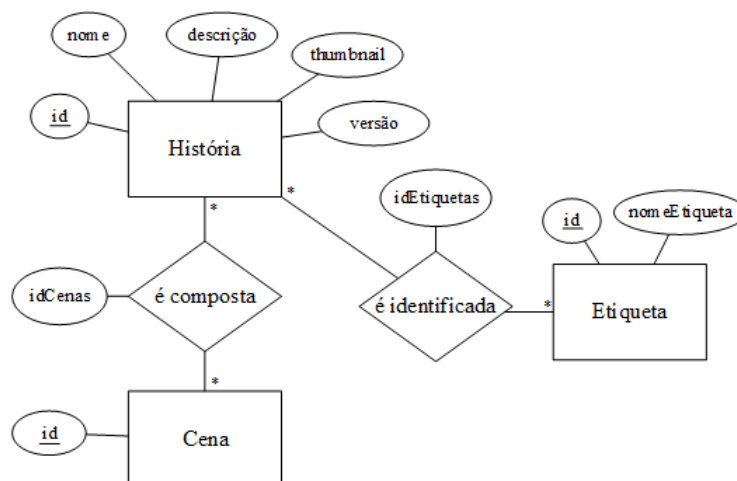 nome
descrição
thumbnail
id
versão
História
*
*
idEtiquetas
id
nomeEtiqueta
idCenas
é composta
é identificada
*
Etiqueta
*
id
Cena